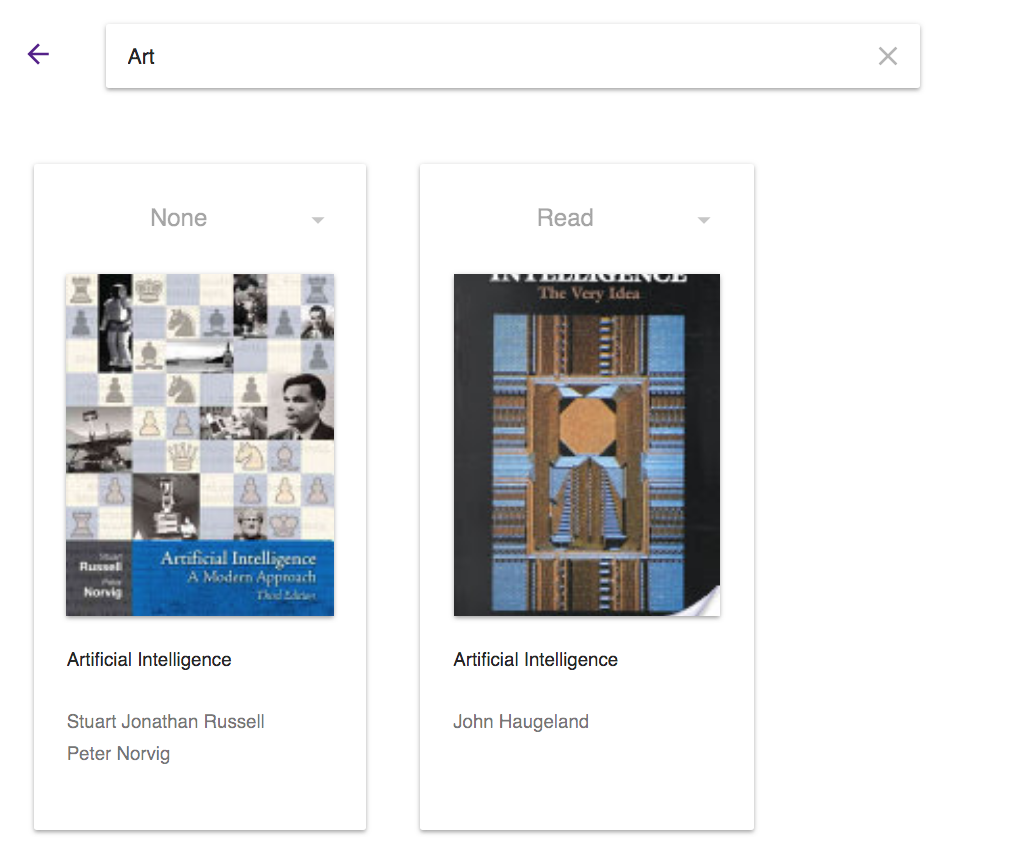 Art
None
Stuart
Russell
Peter
Norvig
Artificial Intelligence
A Modern Approach
Third Edition
Artificial Intelligence
Stuart Jonathan Russell
Peter Norvig
Read
INTELLIGENCE
The Very Idea
Artificial Intelligence
John Haugeland